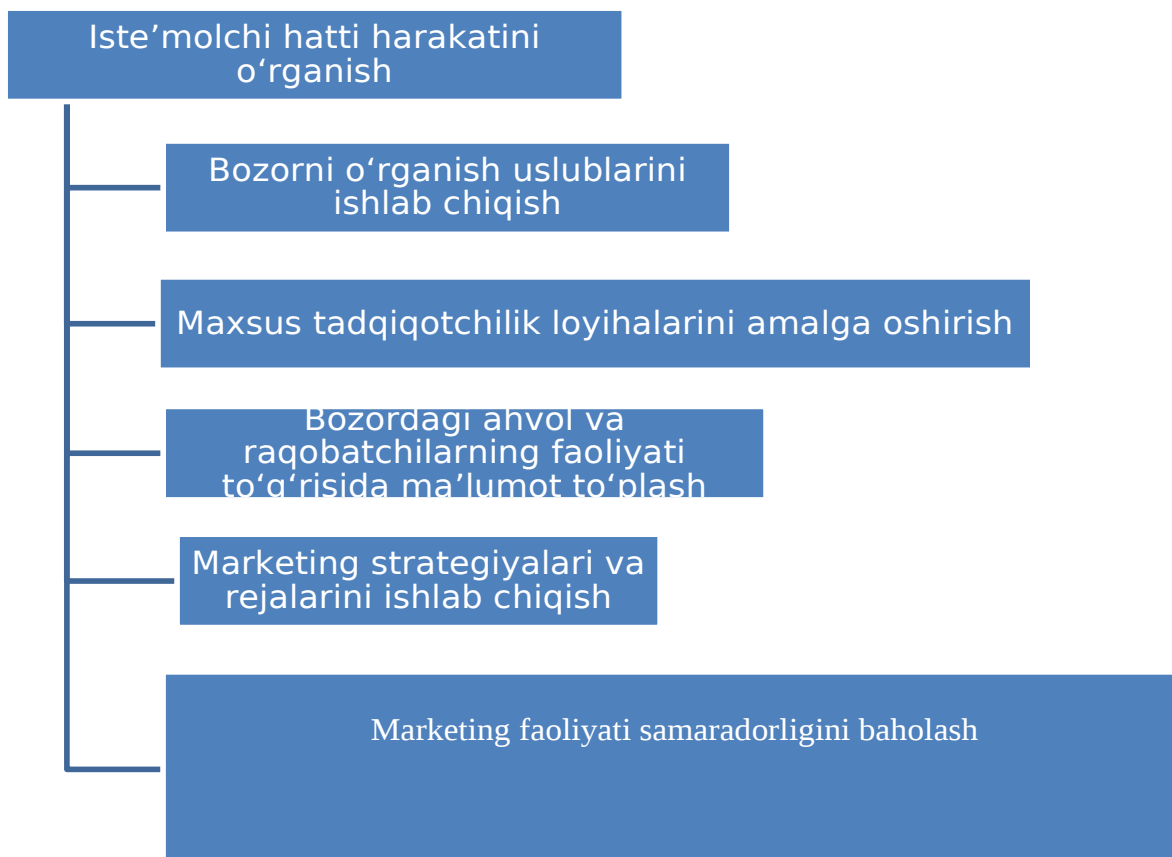 Iste’molchi hatti harakatini
o‘rganish
Bozorni o‘rganish uslublarini
ishlab chiqish
Maxsus tadqiqotchilik loyihalarini amalga oshirish
Bozordagi ahvol va
raqobatchilarning faoliyati
to‘g‘risida ma’lumot to‘plash
Marketing strategiyalari va
rejalarini ishlab chiqish
Marketing faoliyati samaradorligini baholash